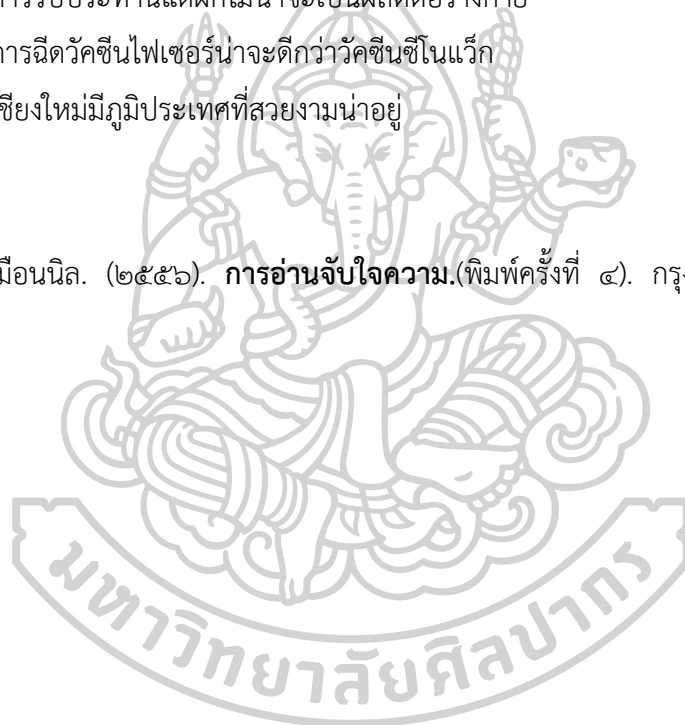 การฉีดวัคซีนไฟเซอร์น่าจะดีกว่าวัคซีนซีโนแว็ก
เชียงใหม่มีภูมิประเทศที่สวยงามน่าอยู่
มือนนิล. (๒๕๕๖). การอ่านจับใจความ.(พิมพ์ครั้งที่ ๔). กรุง
มหาวิทยาลัยศิลปากร